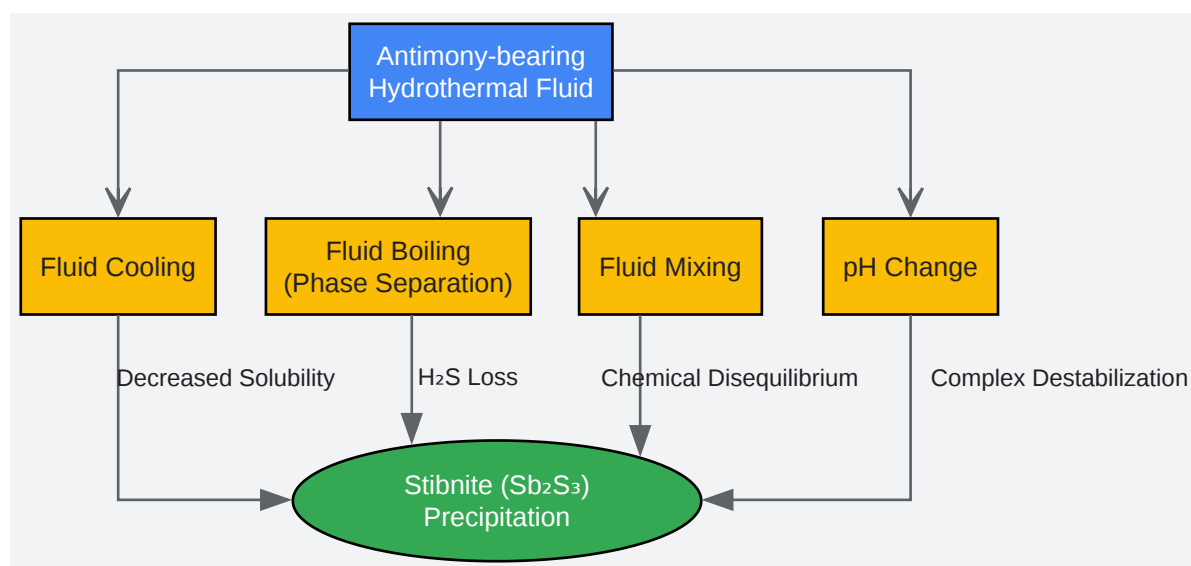 Antimony-bearing
Hydrothermal Fluid
Fluid Cooling
Fluid Boiling
(Phase Separation)
Fluid Mixing
pH Change
Decreased Solubility
H₂S Loss
Chemical Disequilibrium
Complex Destabilization
Stibnite (Sb₂S₃)
Precipitation